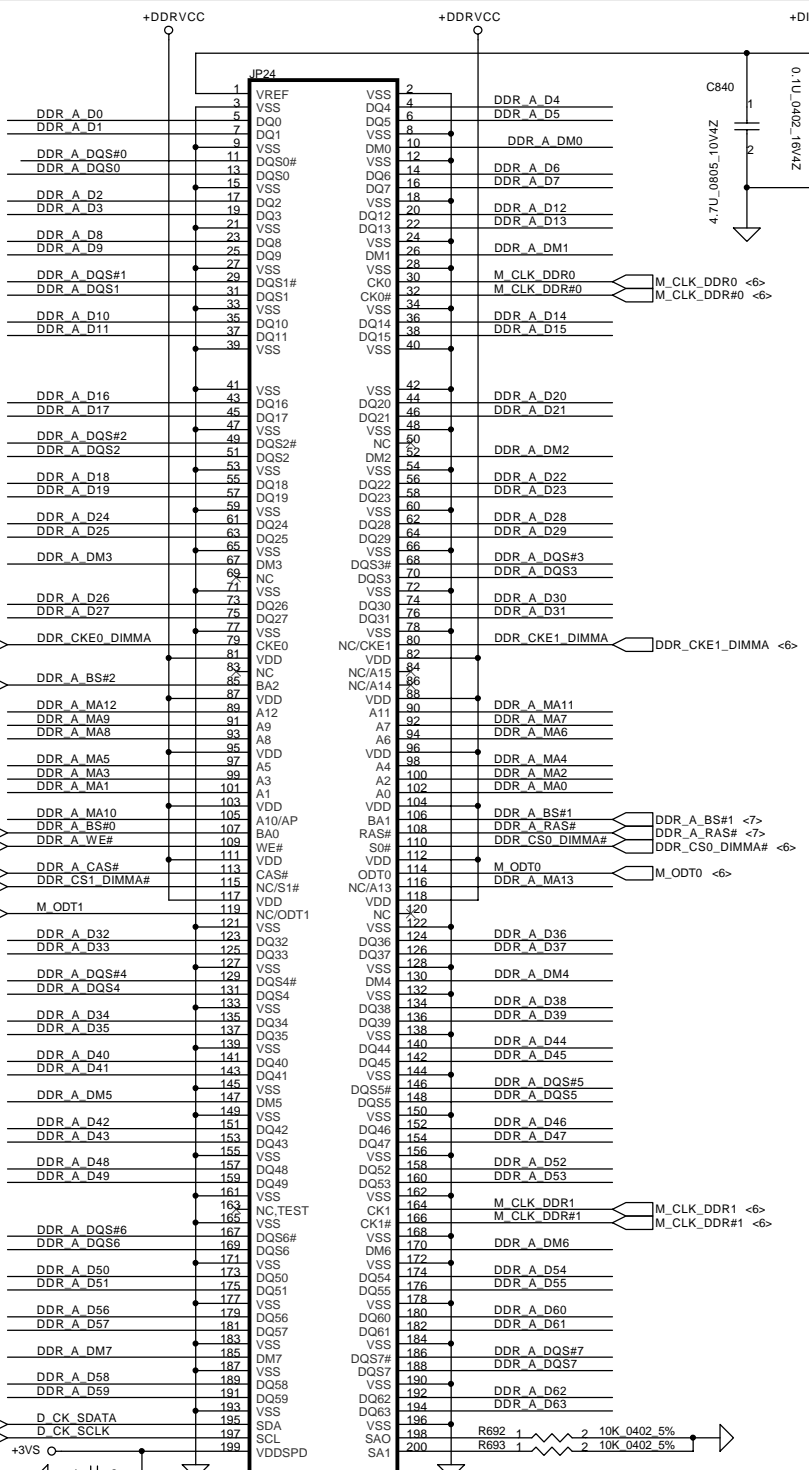 +DDRVCC +DDRVCC +DI
JP24
1 VREF VSS 2
3 VSS DQ4 4 DDR_A_D4
DDR_A_D0 5 DQ0 DQ5 6 DDR_A_D5
DDR_A_D1 7 DQ1 VSS 8
9 VSS DM0 10 DDR_A_DM0
DDR_A_DQS#0 11 DQS0# VSS 12
DDR_A_DQS0 13 DQS0 DQ6 14 DDR_A_D6
15 VSS DQ7 16 DDR_A_D7
DDR_A_D2 17 DQ2 VSS 18
DDR_A_D3 19 DQ3 DQ12 20 DDR_A_D12
21 VSS DQ13 22 DDR_A_D13
DDR_A_D8 23 DQ8 VSS 24
DDR_A_D9 25 DQ9 DM1 26 DDR_A_DM1
27 VSS VSS 28
DDR_A_DQS#1 29 DQS1# CK0 30 M_CLK_DDR0 M_CLK_DDR0 <6>
DDR_A_DQS1 31 DQS1 CK0# 32 M_CLK_DDR#0 M_CLK_DDR#0 <6>
33 VSS VSS 34
DDR_A_D10 35 DQ10 DQ14 36 DDR_A_D14
DDR_A_D11 37 DQ11 DQ15 38 DDR_A_D15
39 VSS VSS 40
C840
1
2
4.7U_0805_10V4Z
0.1U_0402_16V4Z
41 VSS VSS 42
DDR_A_D16 43 DQ16 DQ20 44 DDR_A_D20
DDR_A_D17 45 DQ17 DQ21 46 DDR_A_D21
47 VSS VSS 48
DDR_A_DQS#2 49 DQS2# NC 50
DDR_A_DQS2 51 DQS2 DM2 52 DDR_A_DM2
53 VSS VSS 54
DDR_A_D18 55 DQ18 DQ22 56 DDR_A_D22
DDR_A_D19 57 DQ19 DQ23 58 DDR_A_D23
59 VSS VSS 60
DDR_A_D24 61 DQ24 DQ28 62 DDR_A_D28
DDR_A_D25 63 DQ25 DQ29 64 DDR_A_D29
65 VSS VSS 66
DDR_A_DM3 67 DM3 DQS3# 68 DDR_A_DQS#3
69 NC DQS3 70 DDR_A_DQS3
71 VSS VSS 72
DDR_A_D26 73 DQ26 DQ30 74 DDR_A_D30
DDR_A_D27 75 DQ27 DQ31 76 DDR_A_D31
77 VSS VSS 78
DDR_CKE0_DIMMA 79 CKE0 NC/CKE1 80 DDR_CKE1_DIMMA DDR_CKE1_DIMMA <6>
81 VDD VDD 82
83 NC NC/A15 84
DDR_A_BS#2 85 BA2 NC/A14 86
87 VDD VDD 88
DDR_A_MA12 89 A12 A11 90 DDR_A_MA11
DDR_A_MA9 91 A9 A7 92 DDR_A_MA7
DDR_A_MA8 93 A8 A6 94 DDR_A_MA6
95 VDD VDD 96
DDR_A_MA5 97 A5 A4 98 DDR_A_MA4
DDR_A_MA3 99 A3 A2 100 DDR_A_MA2
DDR_A_MA1 101 A1 A0 102 DDR_A_MA0
103 VDD VDD 104
DDR_A_MA10 105 A10/AP BA1 106 DDR_A_BS#1 DDR_A_BS#1 <7>
DDR_A_BS#0 107 BA0 RAS# 108 DDR_A_RAS# DDR_A_RAS# <7>
DDR_A_WE# 109 WE# S0# 110 DDR_CS0_DIMMA# DDR_CS0_DIMMA# <6>
111 VDD VDD 112
DDR_A_CAS# 113 CAS# ODT0 114 M_ODT0 M_ODT0 <6>
DDR_CS1_DIMMA# 115 NC/S1# NC/A13 116 DDR_A_MA13
117 VDD VDD 118
M_ODT1 119 NC/ODT1 NC 120
121 VSS VSS 122
DDR_A_D32 123 DQ32 DQ36 124 DDR_A_D36
DDR_A_D33 125 DQ33 DQ37 126 DDR_A_D37
127 VSS VSS 128
DDR_A_DQS#4 129 DQS4# DM4 130 DDR_A_DM4
DDR_A_DQS4 131 DQS4 VSS 132
133 VSS DQ38 134 DDR_A_D38
DDR_A_D34 135 DQ34 DQ39 136 DDR_A_D39
DDR_A_D35 137 DQ35 VSS 138
139 VSS DQ44 140 DDR_A_D44
DDR_A_D40 141 DQ40 DQ45 142 DDR_A_D45
DDR_A_D41 143 DQ41 VSS 144
145 VSS DQS5# 146 DDR_A_DQS#5
DDR_A_DM5 147 DM5 DQS5 148 DDR_A_DQS5
149 VSS VSS 150
DDR_A_D42 151 DQ42 DQ46 152 DDR_A_D46
DDR_A_D43 153 DQ43 DQ47 154 DDR_A_D47
155 VSS VSS 156
DDR_A_D48 157 DQ48 DQ52 158 DDR_A_D52
DDR_A_D49 159 DQ49 DQ53 160 DDR_A_D53
161 VSS VSS 162
163 NC,TEST CK1 164 M_CLK_DDR1 M_CLK_DDR1 <6>
165 VSS CK1# 166 M_CLK_DDR#1 M_CLK_DDR#1 <6>
DDR_A_DQS#6 167 DQS6# VSS 168
DDR_A_DQS6 169 DQS6 DM6 170 DDR_A_DM6
171 VSS VSS 172
DDR_A_D50 173 DQ50 DQ54 174 DDR_A_D54
DDR_A_D51 175 DQ51 DQ55 176 DDR_A_D55
177 VSS VSS 178
DDR_A_D56 179 DQ56 DQ60 180 DDR_A_D60
DDR_A_D57 181 DQ57 DQ61 182 DDR_A_D61
183 VSS VSS 184
DDR_A_DM7 185 DM7 DQS7# 186 DDR_A_DQS#7
187 VSS DQS7 188 DDR_A_DQS7
DDR_A_D58 189 DQ58 VSS 190
DDR_A_D59 191 DQ59 DQ62 192 DDR_A_D62
193 VSS DQ63 194 DDR_A_D63
D_CK_SDATA 195 SDA VSS 196
D_CK_SCLK 197 SCL SAO 198 R692 1 2 10K_0402_5%
+3VS 199 VDDSPD SA1 200 R693 1 2 10K_0402_5%